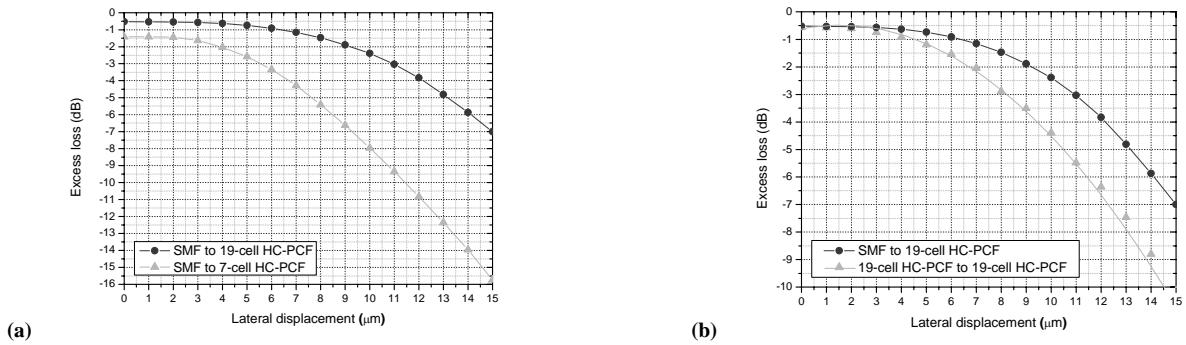 0
-1
-2
-3
-4
-5
-6
-7
-8
-9
-10
-11
-12
-13
-14
-15
-16
Excess loss (dB)
SMF to 19-cell HC-PCF
SMF to 7-cell HC-PCF
0 1 2 3 4 5 6 7 8 9 10 11 12 13 14 15
Lateral displacement (μm)
(a)
0
-1
-2
-3
-4
-5
-6
-7
-8
-9
-10
Excess loss (dB)
SMF to 19-cell HC-PCF
19-cell HC-PCF to 19-cell HC-PCF
0 1 2 3 4 5 6 7 8 9 10 11 12 13 14 15
Lateral displacement (μm)
(b)